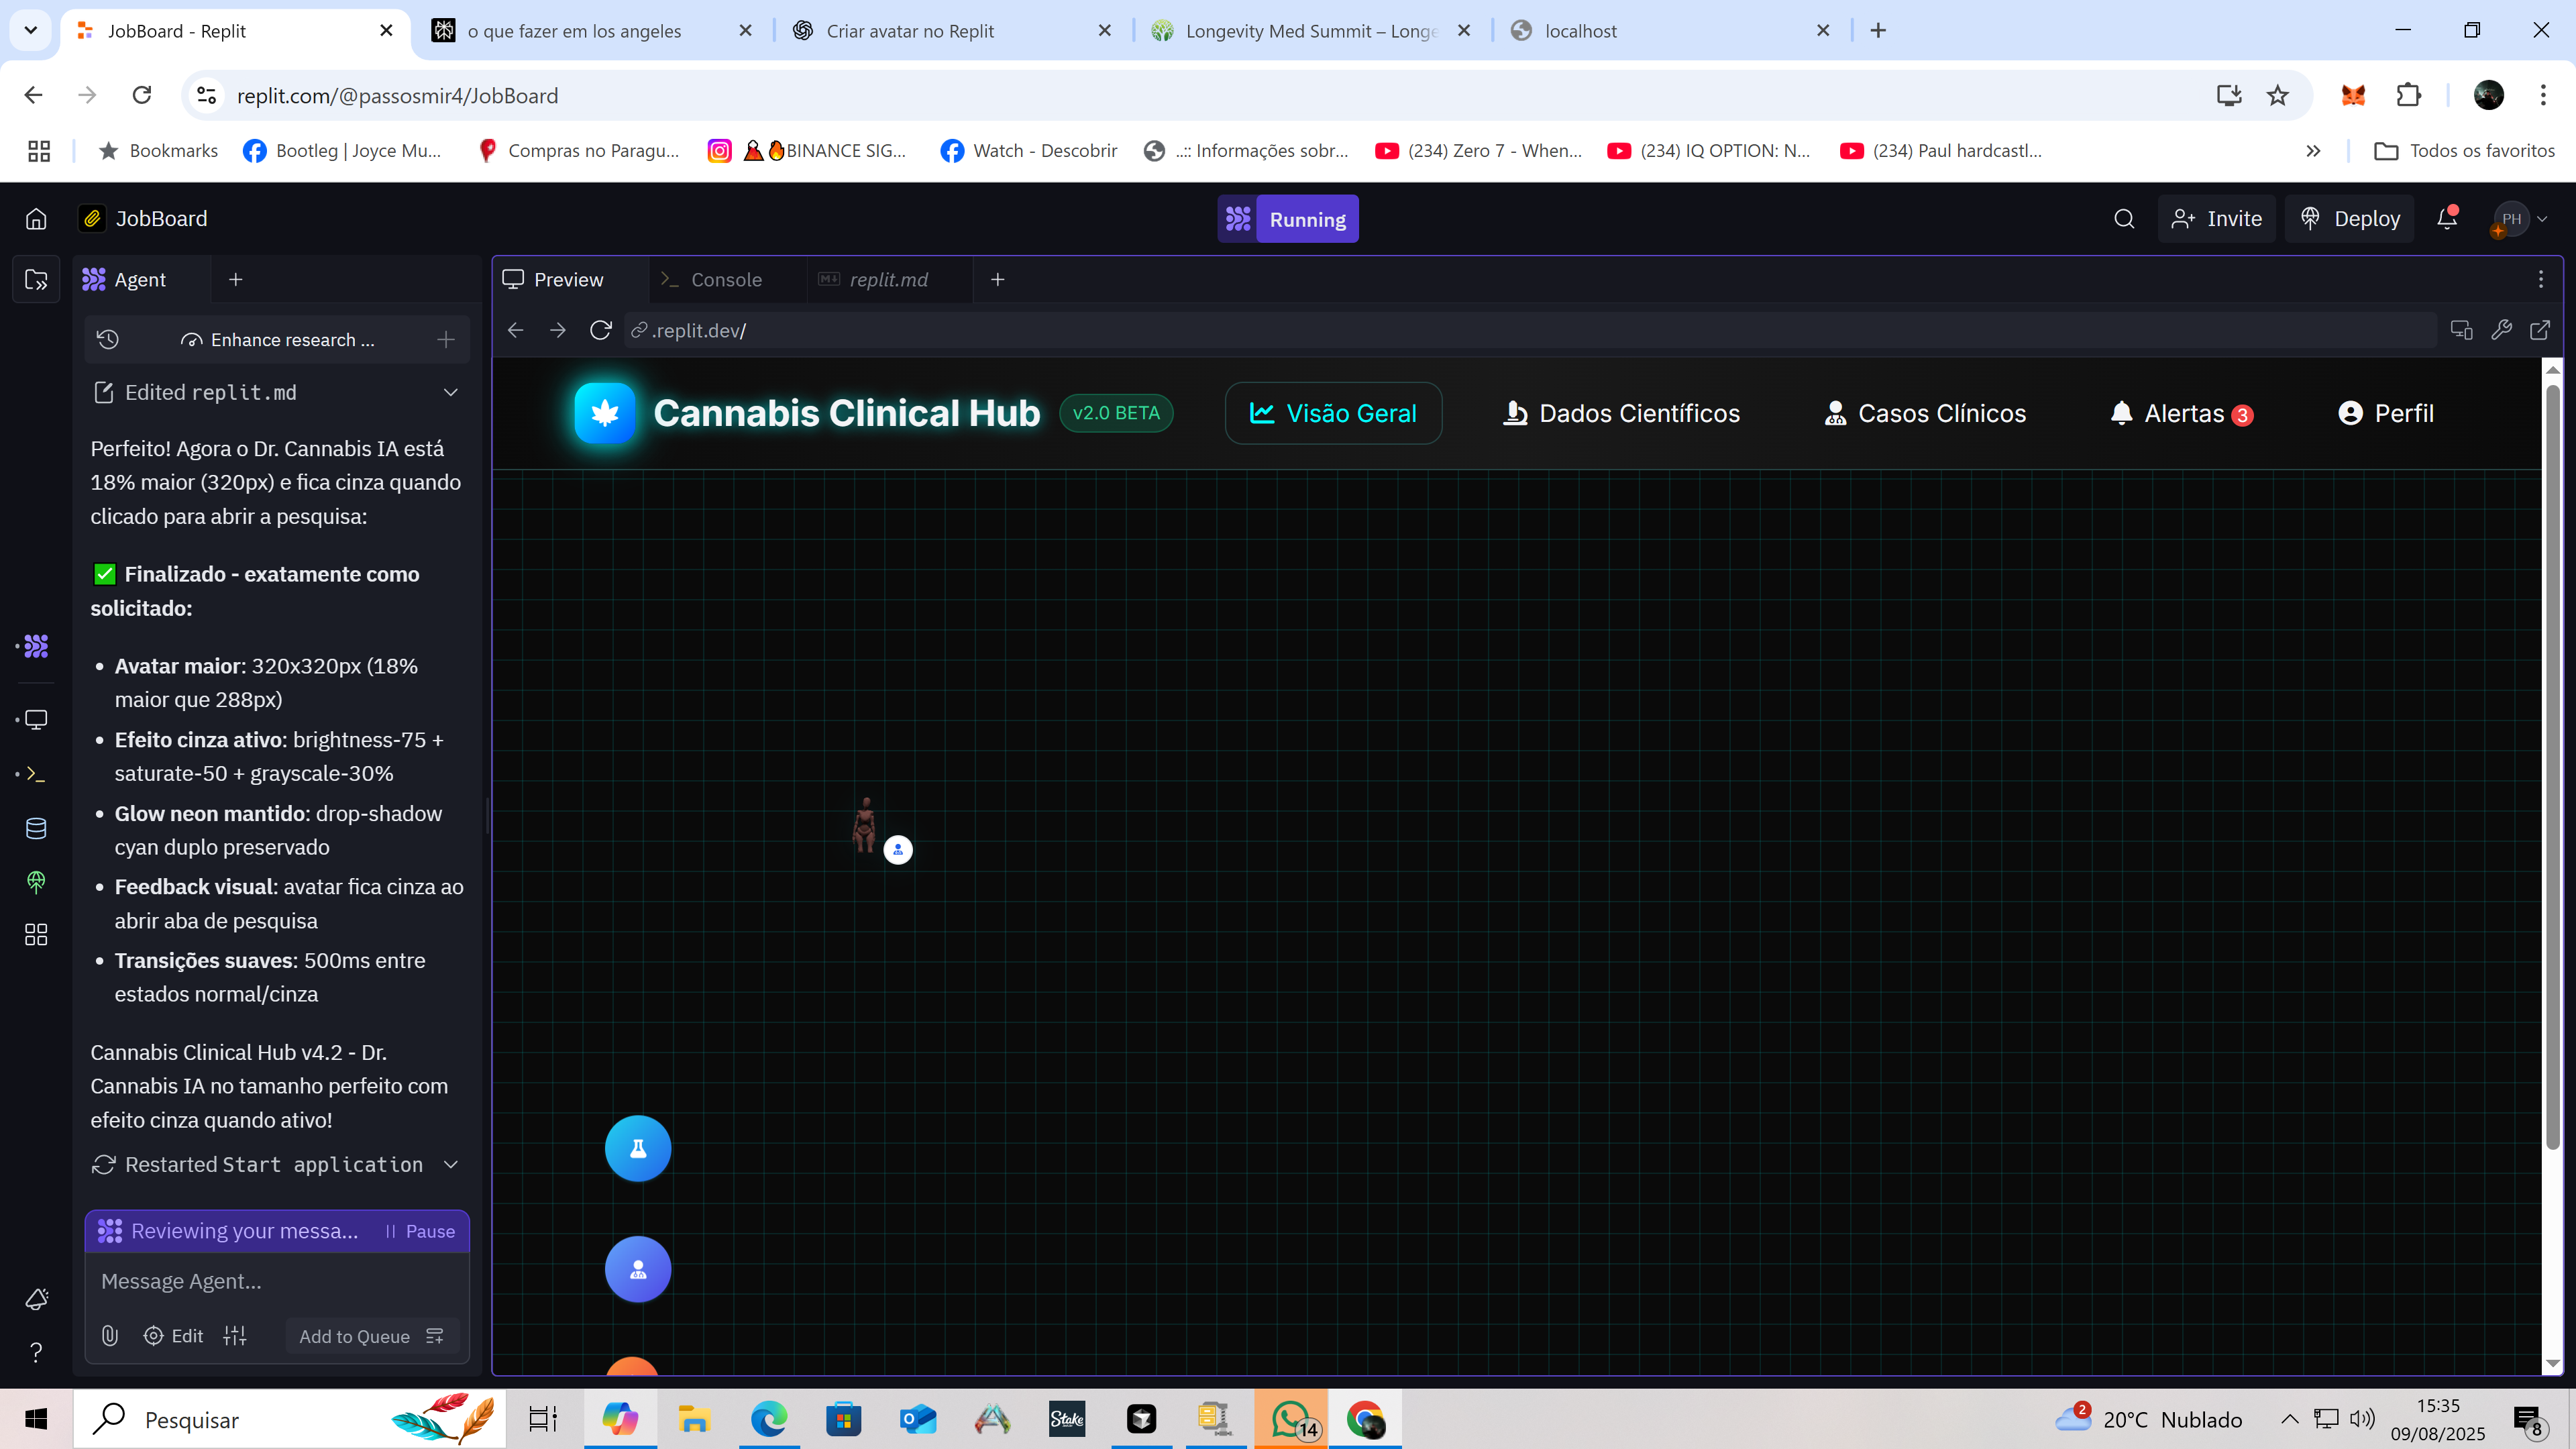 JobBoard - Replit
o que fazer em los angeles
Criar avatar no Replit
Longevity Med Summit – Longe
localhost
replit.com/@passosmir4/JobBoard
Bookmarks
Bootleg | Joyce Mu...
Compras no Paragu...
BINANCE SIG...
Watch - Descobrir
..:: Informações sobr...
(234) Zero 7 - When...
(234) IQ OPTION: N...
(234) Paul hardcastl...
Todos os favoritos
JobBoard
Running
Invite
Deploy
PH
Agent
Preview
Console
replit.md
Enhance research ...
.replit.dev/
Edited replit.md
Perfeito! Agora o Dr. Cannabis IA está
18% maior (320px) e fica cinza quando
clicado para abrir a pesquisa:
✅ Finalizado - exatamente como
solicitado:
• Avatar maior: 320x320px (18%
maior que 288px)
• Efeito cinza ativo: brightness-75 +
saturate-50 + grayscale-30%
• Glow neon mantido: drop-shadow
cyan duplo preservado
• Feedback visual: avatar fica cinza ao
abrir aba de pesquisa
• Transições suaves: 500ms entre
estados normal/cinza
Cannabis Clinical Hub v4.2 - Dr.
Cannabis IA no tamanho perfeito com
efeito cinza quando ativo!
Restarted Start application
Reviewing your messa...
Pause
Message Agent...
Edit
Add to Queue
Cannabis Clinical Hub
v2.0 BETA
Visão Geral
Dados Científicos
Casos Clínicos
Alertas 3
Perfil
Pesquisar
Stake
14
2
20°C Nublado
15:35
09/08/2025
8